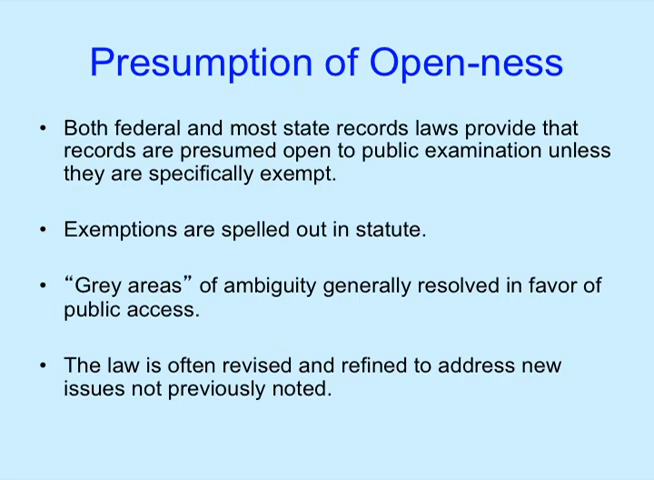 Presumption of Open-ness
• Both federal and most state records laws provide that
records are presumed open to public examination unless
they are specifically exempt.
• Exemptions are spelled out in statute.
• “Grey areas” of ambiguity generally resolved in favor of
public access.
• The law is often revised and refined to address new
issues not previously noted.